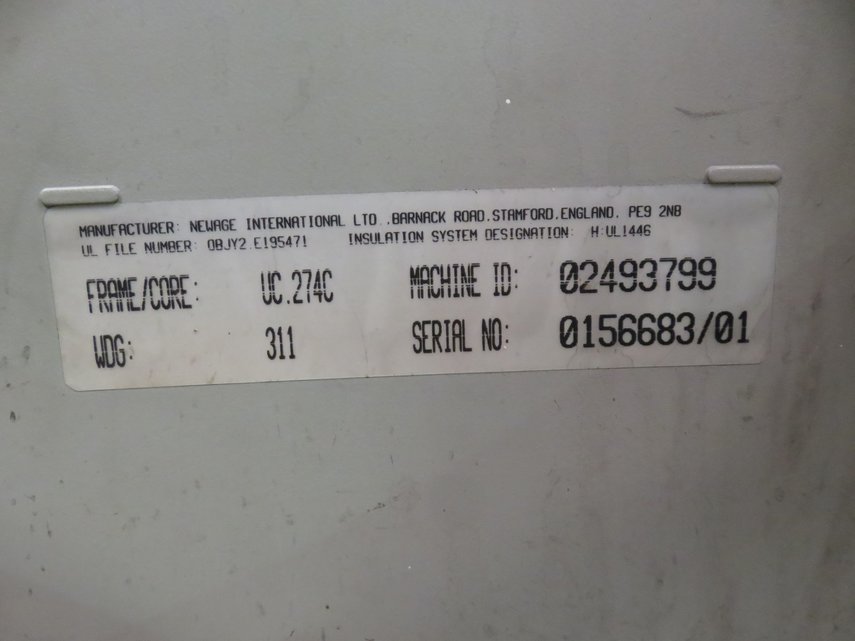 MANUFACTURER: NEWAGE INTERNATIONAL LTD.,BARNACK ROAD,STAMFORD,ENGLAND, PE9 2NB
UL FILE NUMBER: OBJY2.E195471 INSULATION SYSTEM DESIGNATION: H:UL1446
FRAME/CORE: UC.274C MACHINE ID: 02493799
WDG: 311 SERIAL NO: 0156683/01